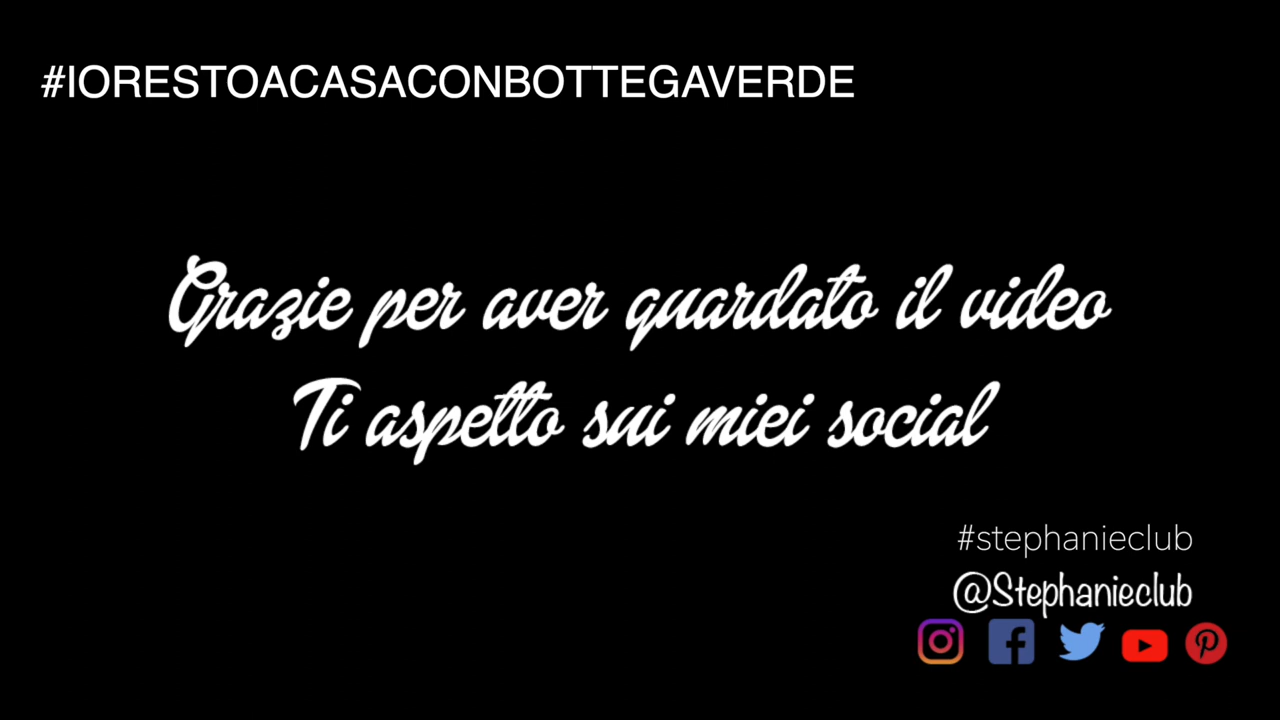 #IORESTOACASACONBOTTEGAVERDE
Grazie per aver guardato il video
Ti aspetto sui miei social
#stephanieclub
@Stephanieclub